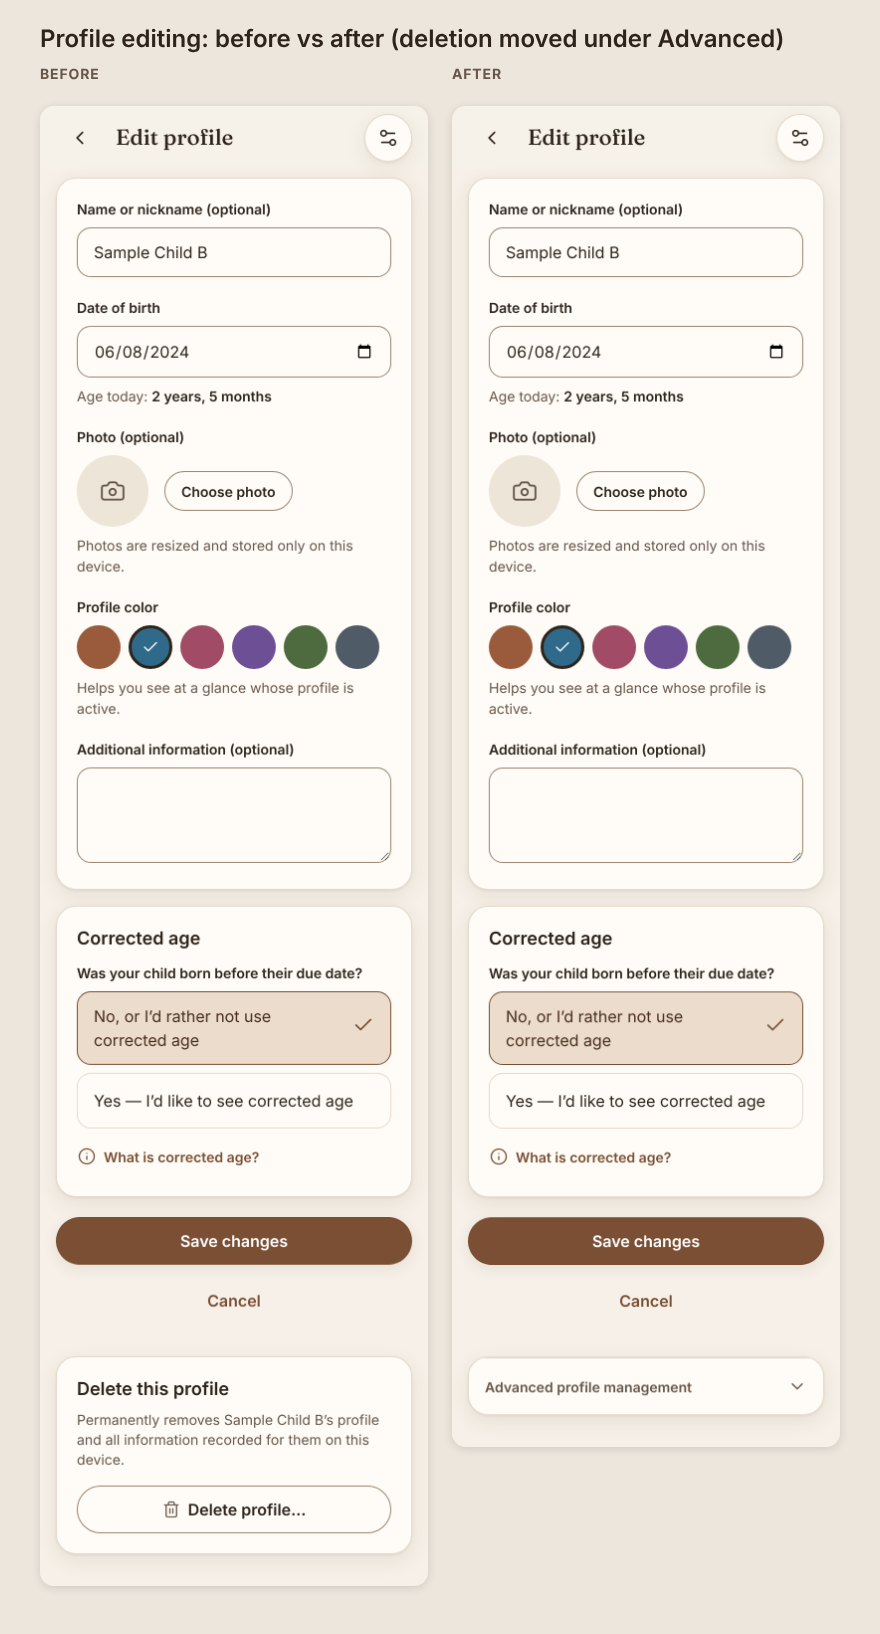 Profile editing: before vs after (deletion moved under Advanced)
BEFORE
Edit profile
Name or nickname (optional)
Sample Child B
Date of birth
06/08/2024
Age today: 2 years, 5 months
Photo (optional)
Choose photo
Photos are resized and stored only on this
device.
Profile color
Helps you see at a glance whose profile is
active.
Additional information (optional)
Corrected age
Was your child born before their due date?
No, or I’d rather not use
corrected age
Yes — I’d like to see corrected age
What is corrected age?
Save changes
Cancel
Delete this profile
Permanently removes Sample Child B’s profile
and all information recorded for them on this
device.
Delete profile…
AFTER
Edit profile
Name or nickname (optional)
Sample Child B
Date of birth
06/08/2024
Age today: 2 years, 5 months
Photo (optional)
Choose photo
Photos are resized and stored only on this
device.
Profile color
Helps you see at a glance whose profile is
active.
Additional information (optional)
Corrected age
Was your child born before their due date?
No, or I’d rather not use
corrected age
Yes — I’d like to see corrected age
What is corrected age?
Save changes
Cancel
Advanced profile management